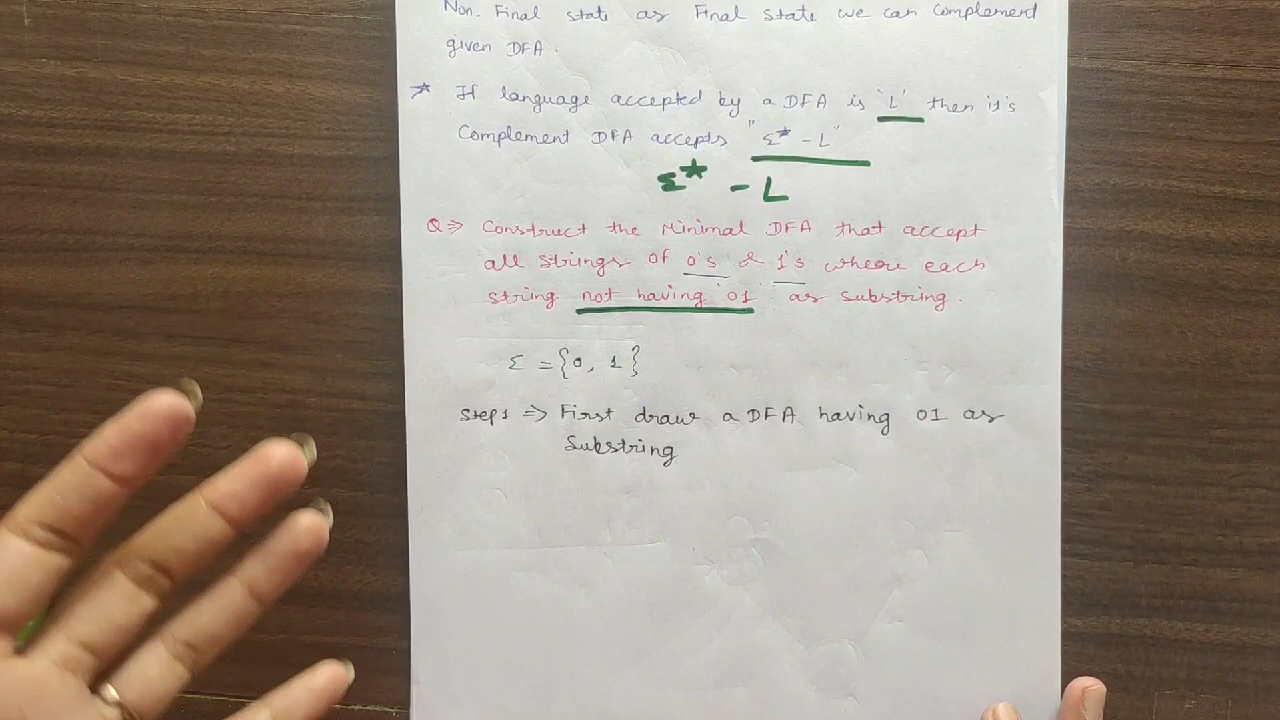 Non. Final state as Final state we can complement
given DFA.
* If language accepted by a DFA is 'L' then it's
Complement DFA accepts "Σ* - L"
Σ* - L
Q⇒ Construct the Minimal DFA that accept
all strings of 0's & 1's where each
string not having '01' as substring.
Σ = {0, 1}
Step1 ⇒ First draw a DFA having 01 as
Substring